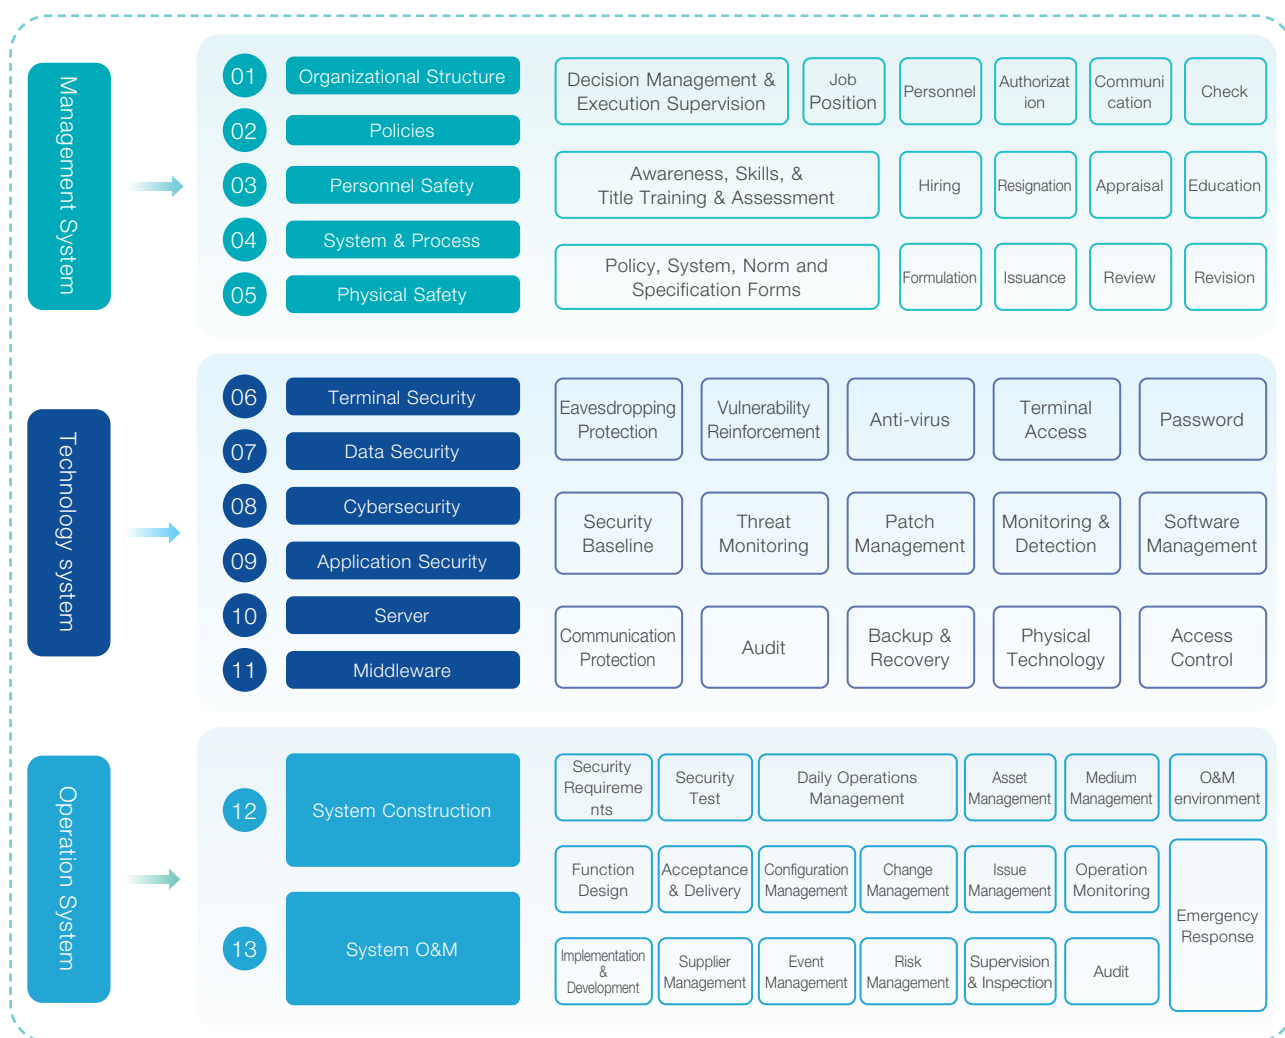 Management System
01
Organizational Structure
02
Policies
03
Personnel Safety
04
System & Process
05
Physical Safety
Decision Management &
Execution Supervision
Job
Position
Personnel
Authorizat
ion
Communi
cation
Check
Awareness, Skills, &
Title Training & Assessment
Hiring
Resignation
Appraisal
Education
Policy, System, Norm and
Specification Forms
Formulation
Issuance
Review
Revision
Technology system
06
Terminal Security
07
Data Security
08
Cybersecurity
09
Application Security
10
Server
11
Middleware
Eavesdropping
Protection
Vulnerability
Reinforcement
Anti-virus
Terminal
Access
Password
Security
Baseline
Threat
Monitoring
Patch
Management
Monitoring &
Detection
Software
Management
Communication
Protection
Audit
Backup &
Recovery
Physical
Technology
Access
Control
Operation System
12
System Construction
13
System O&M
Security
Requireme
nts
Security
Test
Daily Operations
Management
Asset
Management
Medium
Management
O&M
environment
Function
Design
Acceptance
& Delivery
Configuration
Management
Change
Management
Issue
Management
Operation
Monitoring
Emergency
Response
Implementation
&
Development
Supplier
Management
Event
Management
Risk
Management
Supervision
& Inspection
Audit